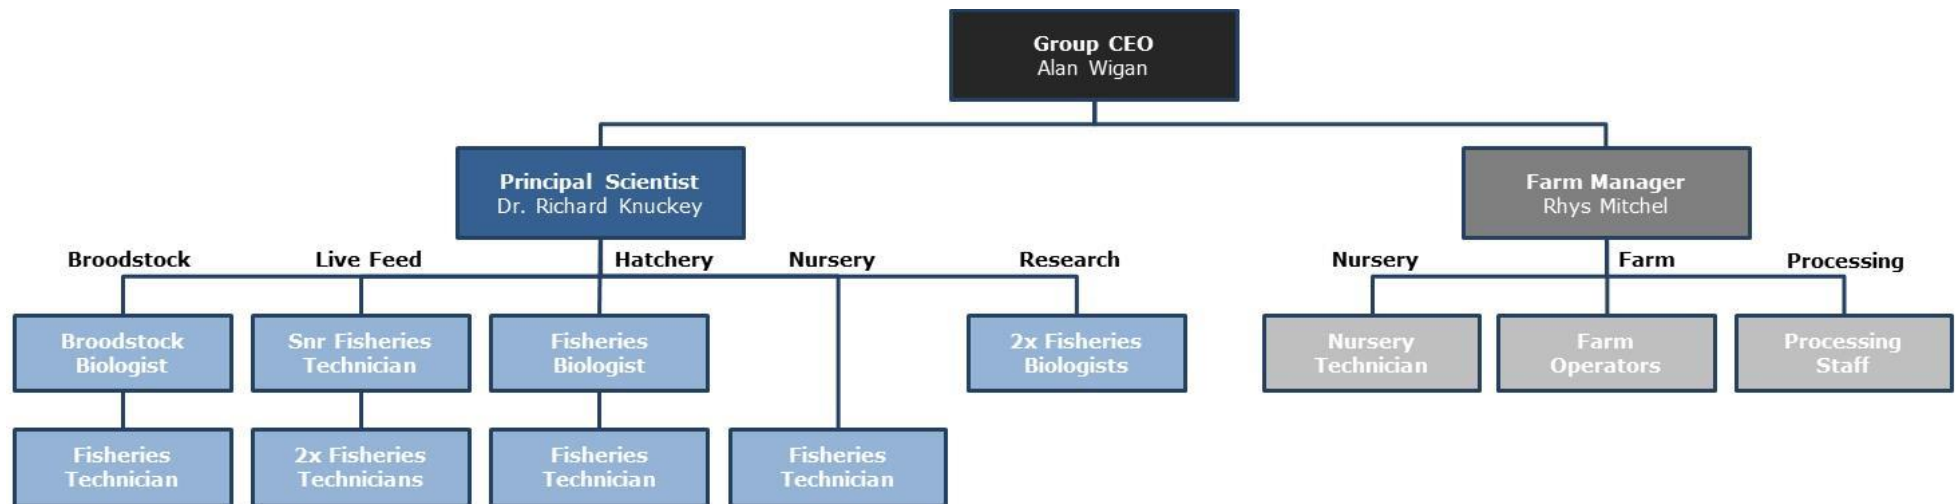 Group CEO
Alan Wigan
Principal Scientist
Dr. Richard Knuckey
Farm Manager
Rhys Mitchel
Broodstock
Live Feed
Hatchery
Nursery
Research
Nursery
Farm
Processing
Broodstock
Biologist
Snr Fisheries
Technician
Fisheries
Biologist
2x Fisheries
Biologists
Nursery
Technician
Farm
Operators
Processing
Staff
Fisheries
Technician
2x Fisheries
Technicians
Fisheries
Technician
Fisheries
Technician